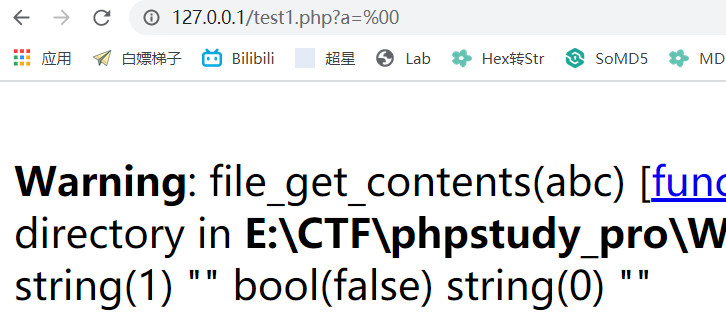 127.0.0.1/test1.php?a=%00
应用 白嫖梯子 Bilibili 超星 Lab Hex转Str SoMD5 MD
Warning: file_get_contents(abc) [func
directory in E:\CTF\phpstudy_pro\W
string(1) "" bool(false) string(0) ""